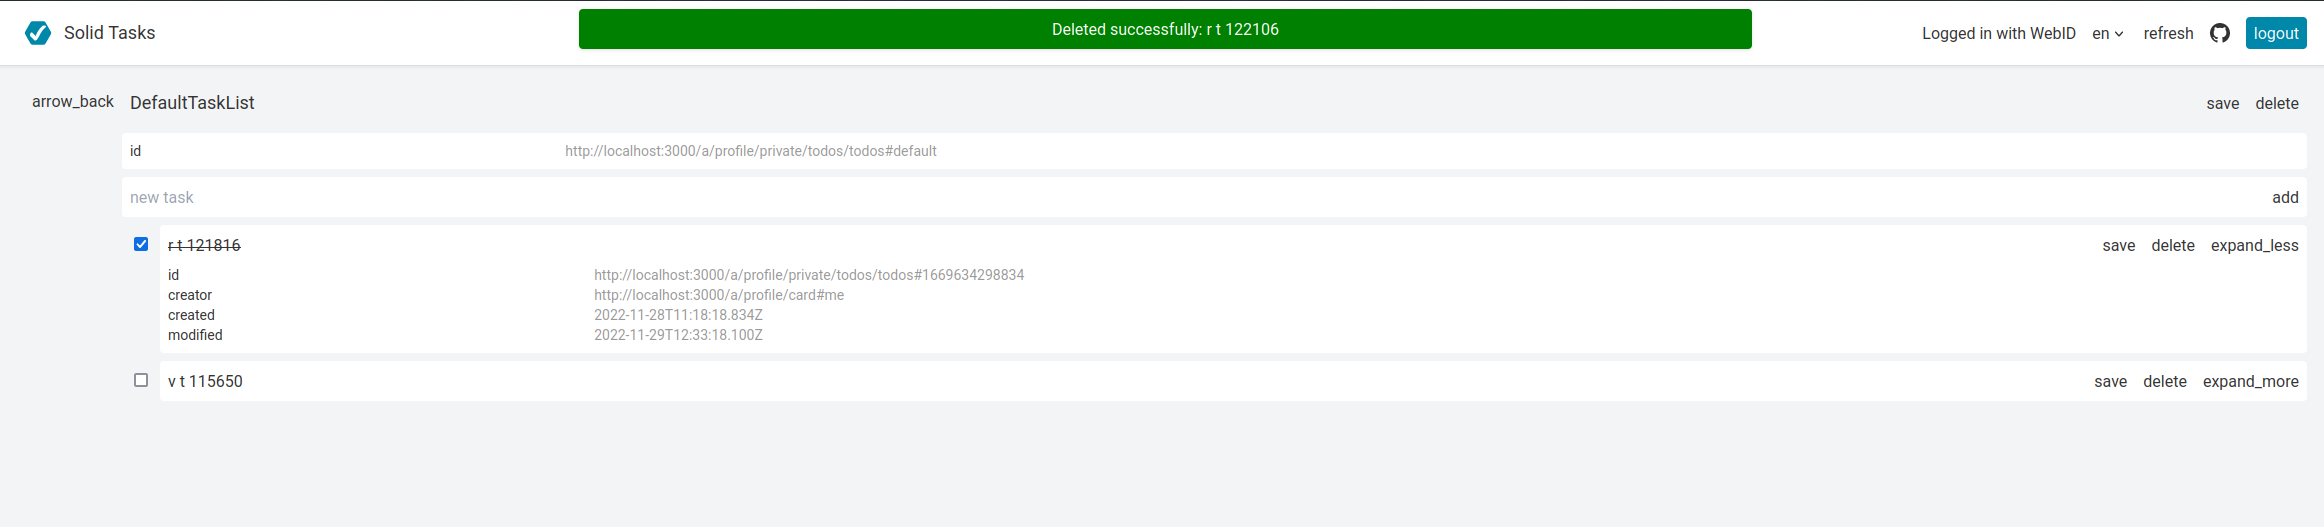 Solid Tasks
Deleted successfully: r t 122106
Logged in with WebID en refresh logout
arrow_back DefaultTaskList save delete
id http://localhost:3000/a/profile/private/todos/todos#default
new task add
r t 121816 save delete expand_less
id http://localhost:3000/a/profile/private/todos/todos#1669634298834
creator http://localhost:3000/a/profile/card#me
created 2022-11-28T11:18:18.834Z
modified 2022-11-29T12:33:18.100Z
v t 115650 save delete expand_more